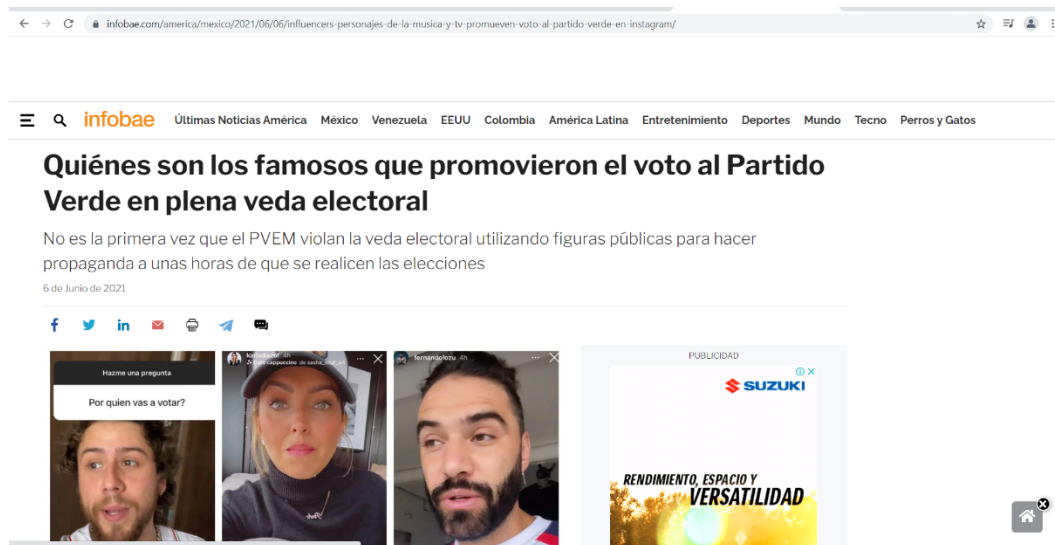 infobae.com/america/mexico/2021/06/06/influencers-personajes-de-la-musica-y-tv-promueven-voto-al-partido-verde-en-instagram/
infobae Últimas Noticias América México Venezuela EEUU Colombia América Latina Entretenimiento Deportes Mundo Tecno Perros y Gatos
Quiénes son los famosos que promovieron el voto al Partido
Verde en plena veda electoral
No es la primera vez que el PVEM violan la veda electoral utilizando figuras públicas para hacer
propaganda a unas horas de que se realicen las elecciones
6 de Junio de 2021
Hazme una pregunta
Por quien vas a votar?
4h
fernandolozu 4h
PUBLICIDAD
SUZUKI
RENDIMIENTO, ESPACIO Y
VERSATILIDAD